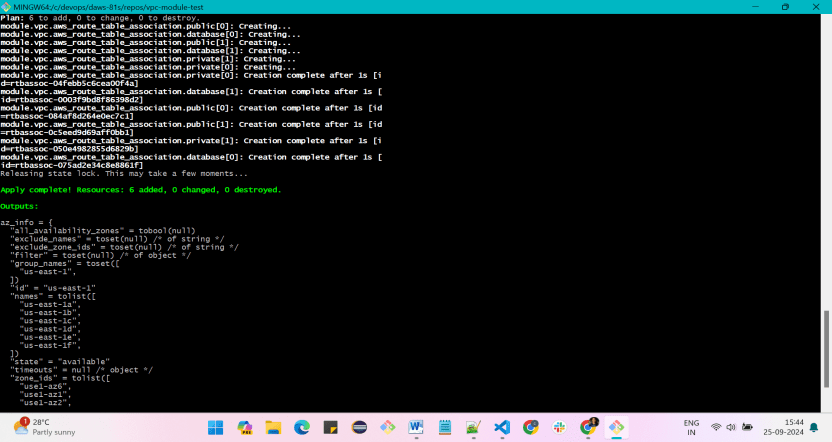 MINGW64:/c/devops/daws-81s/repos/vpc-module-test
Plan: 6 to add, 0 to change, 0 to destroy.
module.vpc.aws_route_table_association.public[0]: Creating...
module.vpc.aws_route_table_association.database[0]: Creating...
module.vpc.aws_route_table_association.public[1]: Creating...
module.vpc.aws_route_table_association.database[1]: Creating...
module.vpc.aws_route_table_association.private[1]: Creating...
module.vpc.aws_route_table_association.private[0]: Creating...
module.vpc.aws_route_table_association.private[0]: Creation complete after 1s [i
d=rtbassoc-04febb5c6cea00f4a]
module.vpc.aws_route_table_association.database[1]: Creation complete after 1s [
id=rtbassoc-0003f9bd8f86398d2]
module.vpc.aws_route_table_association.public[0]: Creation complete after 1s [id
=rtbassoc-084af8d264e0ec7c1]
module.vpc.aws_route_table_association.public[1]: Creation complete after 1s [id
=rtbassoc-0c5eed9d69aff0bb1]
module.vpc.aws_route_table_association.private[1]: Creation complete after 1s [i
d=rtbassoc-050e4982855d6829b]
module.vpc.aws_route_table_association.database[0]: Creation complete after 1s [
id=rtbassoc-075ad2e34c8e8861f]
Releasing state lock. This may take a few moments...
Apply complete! Resources: 6 added, 0 changed, 0 destroyed.
Outputs:
az_info = {
"all_availability_zones" = tobool(null)
"exclude_names" = toset(null) /* of string */
"exclude_zone_ids" = toset(null) /* of string */
"filter" = toset(null) /* of object */
"group_names" = toset([
"us-east-1",
])
"id" = "us-east-1"
"names" = tolist([
"us-east-1a",
"us-east-1b",
"us-east-1c",
"us-east-1d",
"us-east-1e",
"us-east-1f",
])
"state" = "available"
"timeouts" = null /* object */
"zone_ids" = tolist([
"use1-az6",
"use1-az1",
"use1-az2",
1
28°C
Partly sunny
PRE
ENG
IN
15:44
25-09-2024